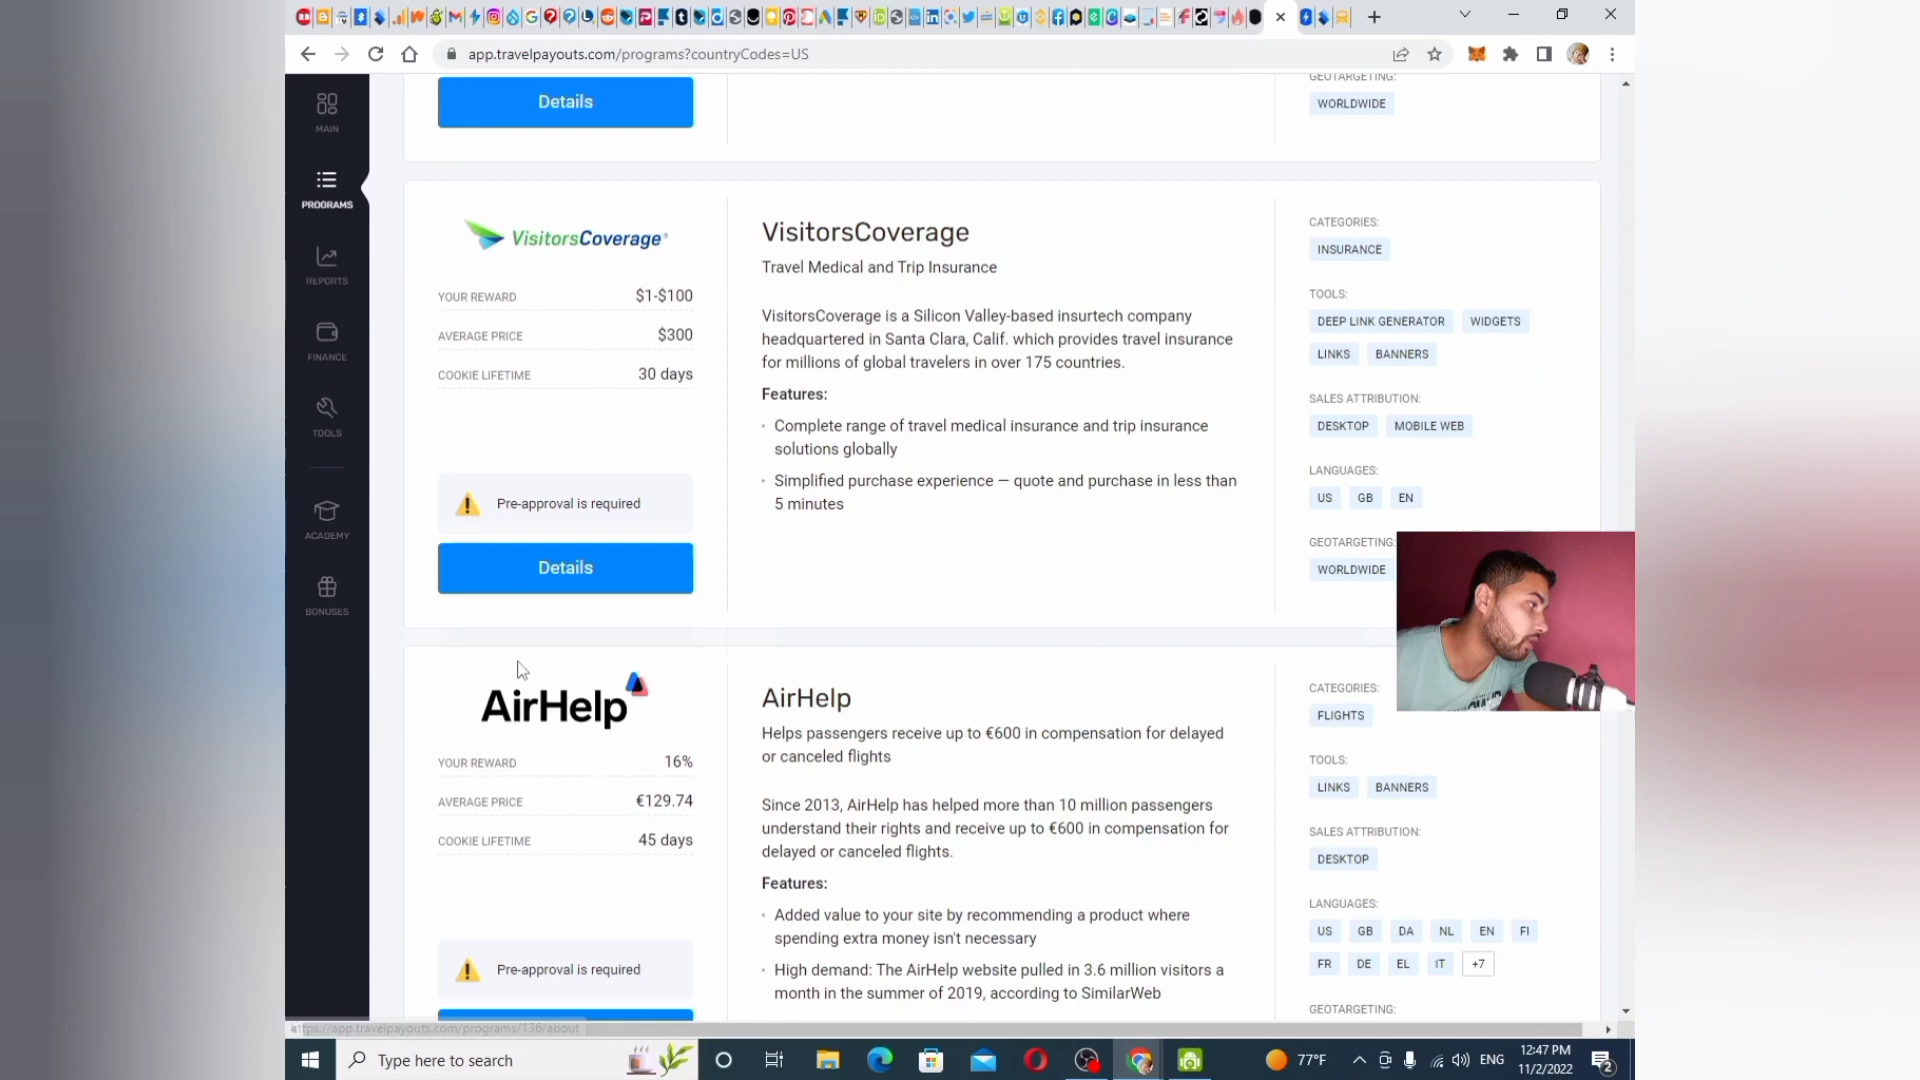 app.travelpayouts.com/programs?countryCodes=US
MAIN
PROGRAMS
REPORTS
FINANCE
TOOLS
ACADEMY
BONUSES
Details
GEOTARGETING:
WORLDWIDE
VisitorsCoverage
YOUR REWARD $1-$100
AVERAGE PRICE $300
COOKIE LIFETIME 30 days
Pre-approval is required
Details
VisitorsCoverage
Travel Medical and Trip Insurance
VisitorsCoverage is a Silicon Valley-based insurtech company
headquartered in Santa Clara, Calif. which provides travel insurance
for millions of global travelers in over 175 countries.
Features:
Complete range of travel medical insurance and trip insurance
solutions globally
Simplified purchase experience — quote and purchase in less than
5 minutes
CATEGORIES:
INSURANCE
TOOLS:
DEEP LINK GENERATOR WIDGETS
LINKS BANNERS
SALES ATTRIBUTION:
DESKTOP MOBILE WEB
LANGUAGES:
US GB EN
GEOTARGETING:
WORLDWIDE
AirHelp
YOUR REWARD 16%
AVERAGE PRICE €129.74
COOKIE LIFETIME 45 days
Pre-approval is required
AirHelp
Helps passengers receive up to €600 in compensation for delayed
or canceled flights
Since 2013, AirHelp has helped more than 10 million passengers
understand their rights and receive up to €600 in compensation for
delayed or canceled flights.
Features:
Added value to your site by recommending a product where
spending extra money isn't necessary
High demand: The AirHelp website pulled in 3.6 million visitors a
month in the summer of 2019, according to SimilarWeb
CATEGORIES:
FLIGHTS
TOOLS:
LINKS BANNERS
SALES ATTRIBUTION:
DESKTOP
LANGUAGES:
US GB DA NL EN FI
FR DE EL IT +7
GEOTARGETING:
https://app.travelpayouts.com/programs/136/about
Type here to search
77°F
ENG
12:47 PM
11/2/2022
2